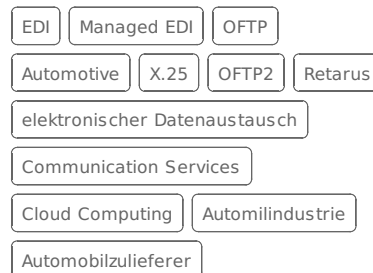 EDI Managed EDI OFTP
Automotive X.25 OFTP2 Retarus
elektronischer Datenaustausch
Communication Services
Cloud Computing Automilindustrie
Automobilzulieferer